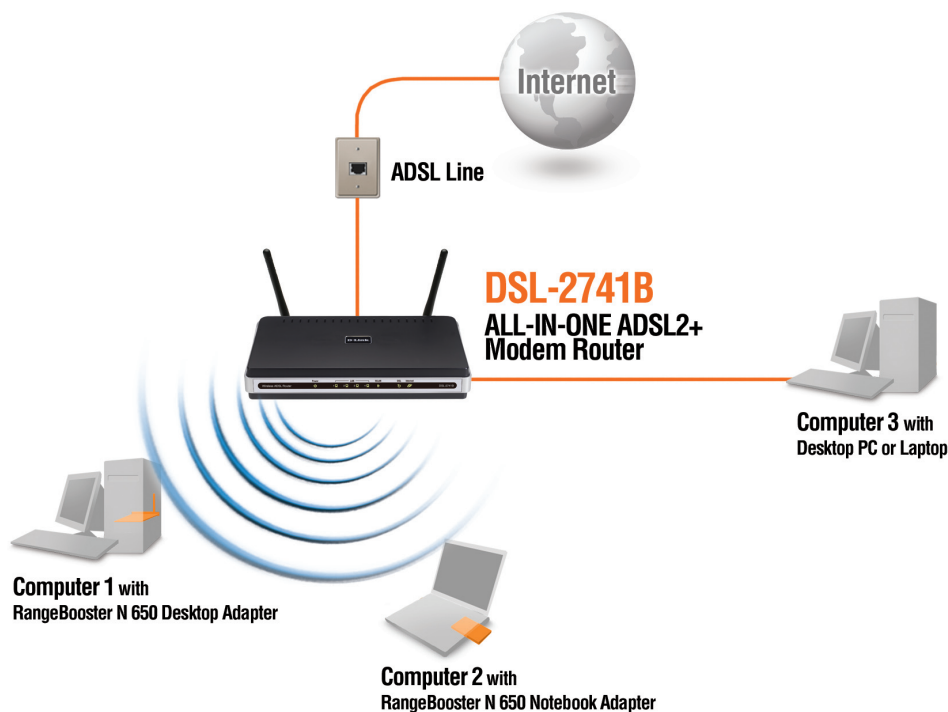 Internet
ADSL Line
DSL-2741B
ALL-IN-ONE ADSL2+
Modem Router
D-Link
Computer 3 with
Desktop PC or Laptop
Computer 1 with
RangeBooster N 650 Desktop Adapter
Computer 2 with
RangeBooster N 650 Notebook Adapter